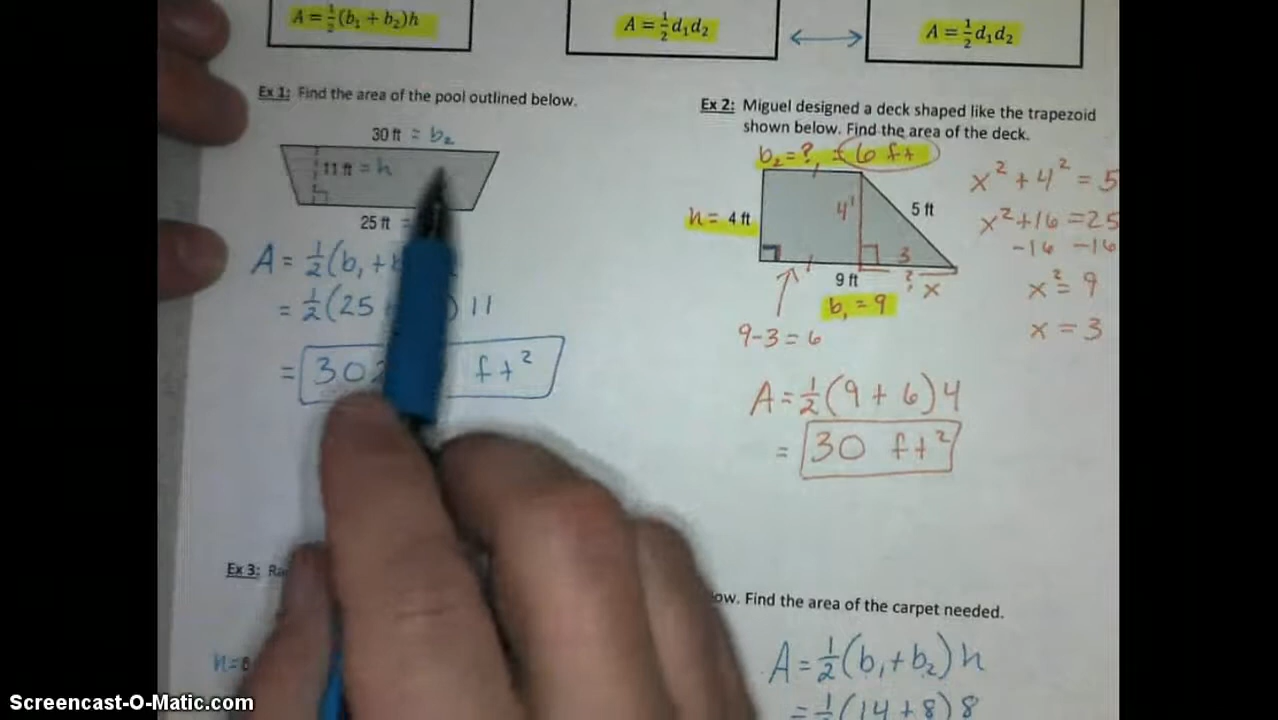 A = 1/2(b₁ + b₂)h
A = 1/2d₁d₂
A = 1/2d₁d₂
Ex 1: Find the area of the pool outlined below.
30 ft = b₂
11 ft = h
25 ft =
A = 1/2(b₁ +
= 1/2(25 ) 11
= 302 ft²
Ex 2: Miguel designed a deck shaped like the trapezoid
shown below. Find the area of the deck.
b₂ = ? = 6 ft
h = 4 ft
4'
5 ft
3
9 ft
? x
b₁ = 9
9-3 = 6
x² + 4² = 5
x² + 16 = 25
-16 -16
x² = 9
x = 3
A = 1/2(9 + 6)4
= 30 ft²
Ex 3:
ow. Find the area of the carpet needed.
h=8
A = 1/2(b₁ + b₂)h
= 1/2(14 + 8)8
Screencast-O-Matic.com